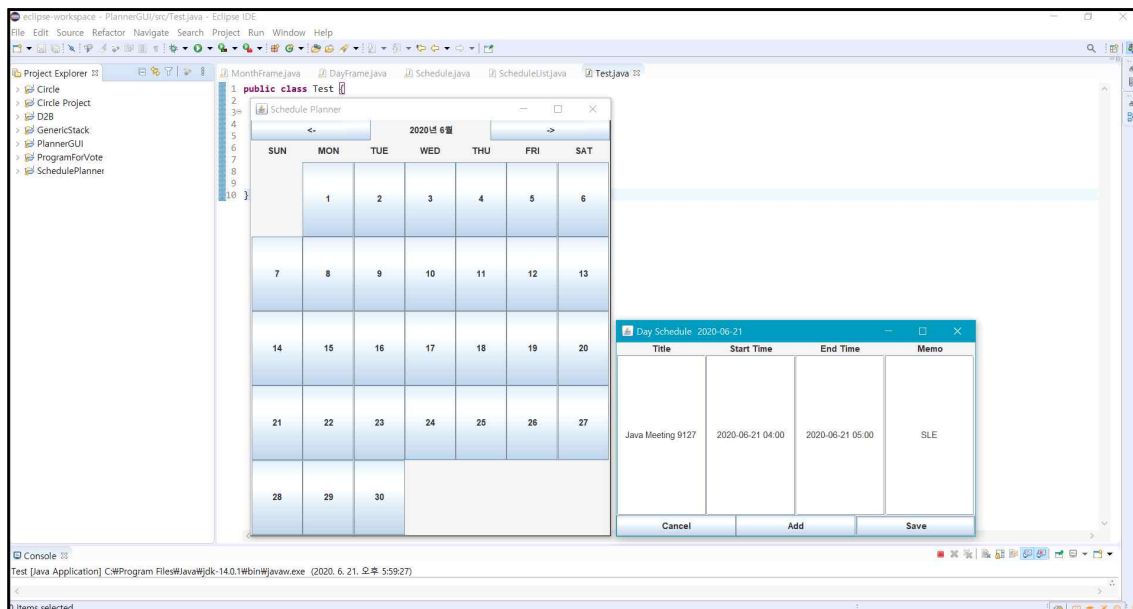 eclipse-workspace - PlannerGUI/src/Test.java - Eclipse IDE
File Edit Source Refactor Navigate Search Project Run Window Help
Project Explorer
MonthFrame.java DayFrame.java Schedule.java ScheduleList.java Test.java
Circle
Circle Project
D2B
GenericStack
PlannerGUI
ProgramForVote
SchedulePlanner
1 public class Test {
2
3
4
5
6
7
8
9
10 }
Schedule Planner
<- 2020년 6월 ->
SUN MON TUE WED THU FRI SAT
1 2 3 4 5 6
7 8 9 10 11 12 13
14 15 16 17 18 19 20
21 22 23 24 25 26 27
28 29 30
Day Schedule 2020-06-21
Title Start Time End Time Memo
Java Meeting 9127 2020-06-21 04:00 2020-06-21 05:00 SLE
Cancel Add Save
Console
Test [Java Application] C:₩Program Files₩Java₩jdk-14.0.1₩bin₩javaw.exe (2020. 6. 21. 오후 5:59:27)
0 items selected